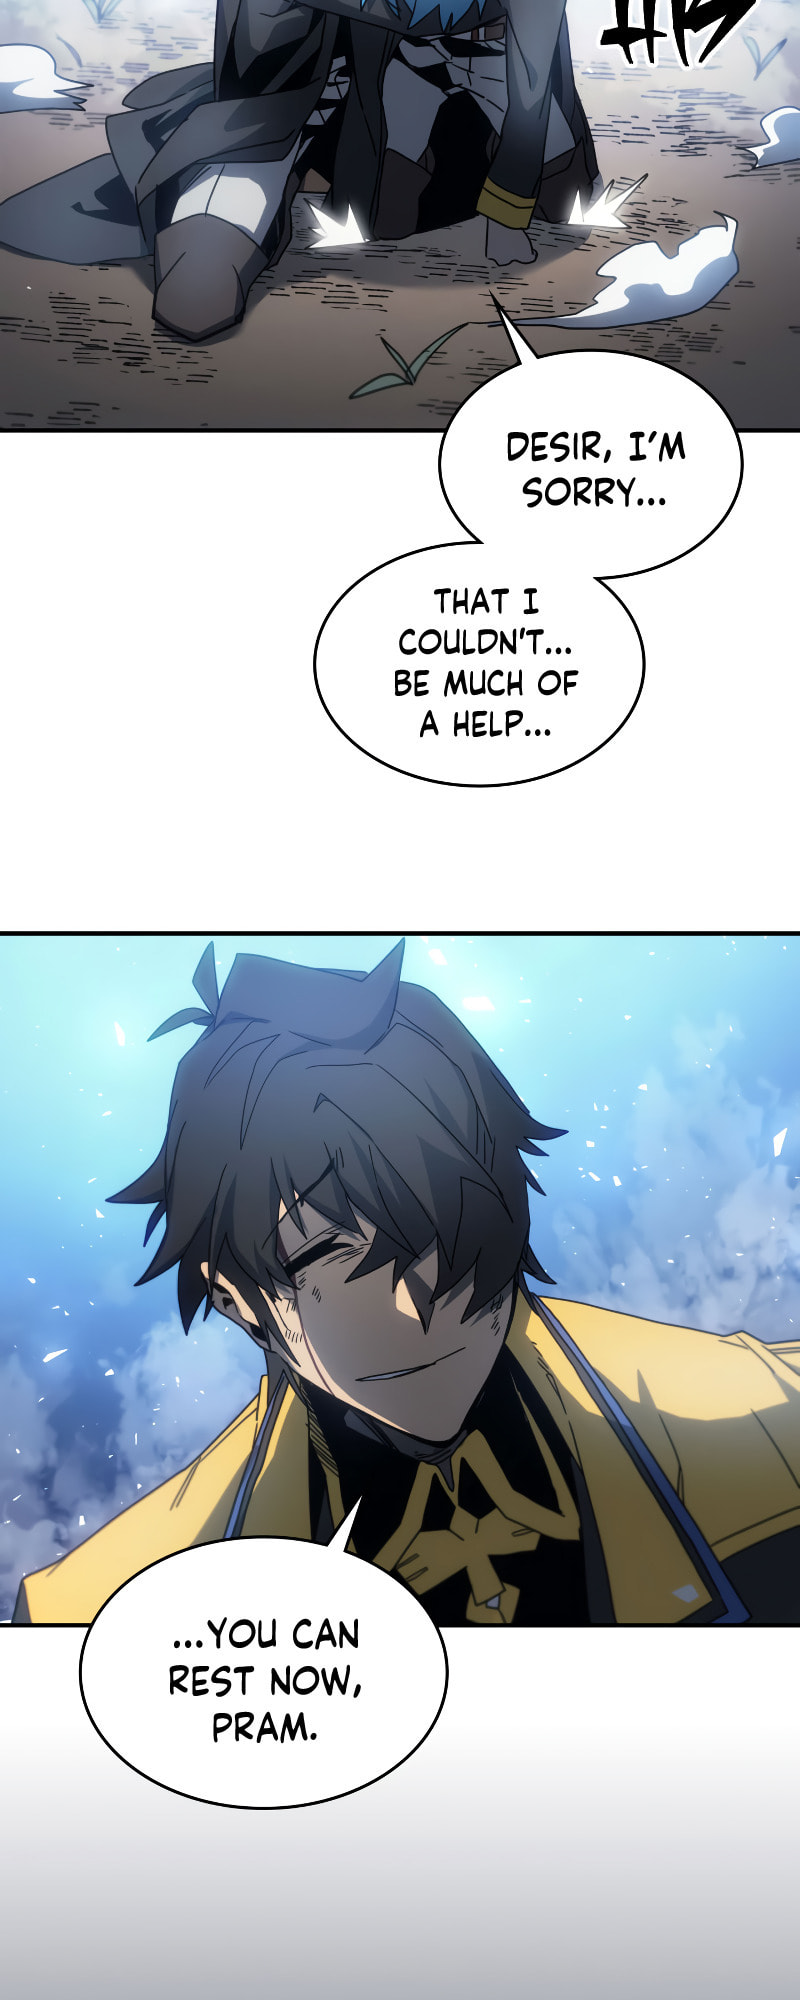 DESIR, I'M
SORRY...
THAT I
COULDN'T...
BE MUCH OF
A HELP...
...YOU CAN
REST NOW,
PRAM.